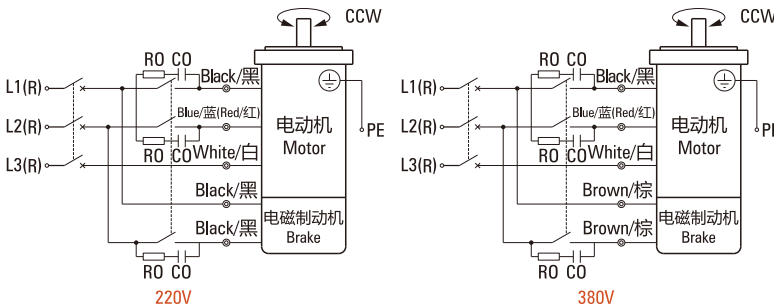 CCW
RO CO
Black/黑
L1(R)
Blue/蓝(Red/红)
L2(R)
电动机
Motor
PE
RO CO
White/白
L3(R)
Black/黑
电磁制动机
Brake
Black/黑
RO CO
220V
CCW
RO CO
Black/黑
L1(R)
Blue/蓝(Red/红)
L2(R)
电动机
Motor
PE
RO CO
White/白
L3(R)
Brown/棕
电磁制动机
Brake
Brown/棕
RO CO
380V